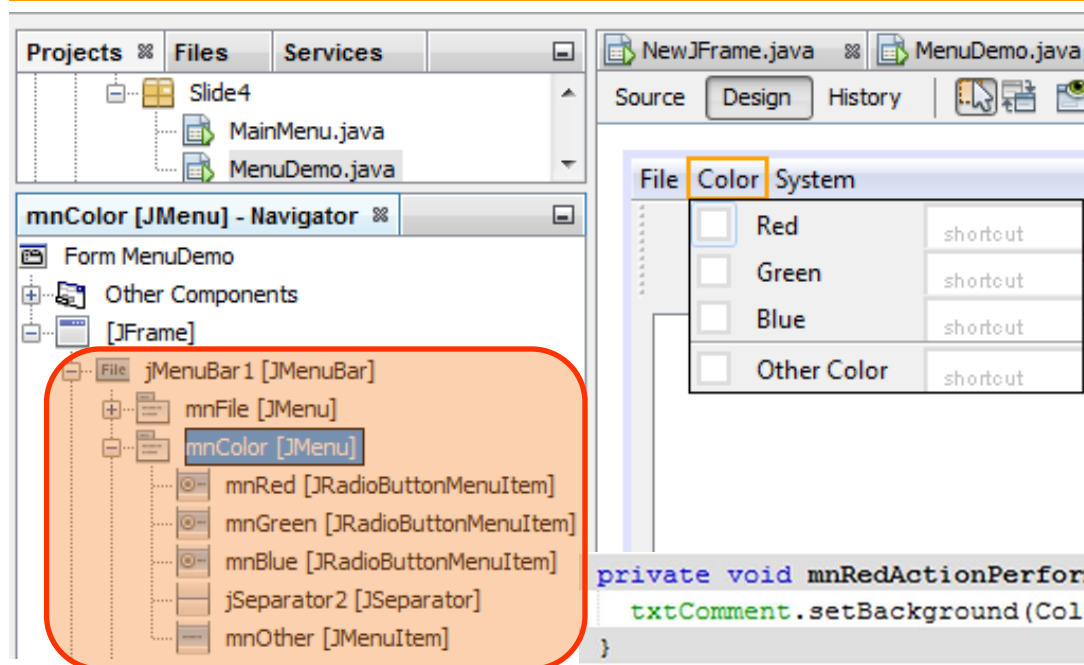 Projects Files Services
Slide4
MainMenu.java
MenuDemo.java
mnColor [JMenu] - Navigator
Form MenuDemo
Other Components
[JFrame]
File jMenuBar1 [JMenuBar]
mnFile [JMenu]
mnColor [JMenu]
mnRed [JRadioButtonMenuItem]
mnGreen [JRadioButtonMenuItem]
mnBlue [JRadioButtonMenuItem]
jSeparator2 [JSeparator]
mnOther [JMenuItem]
NewJFrame.java MenuDemo.java
Source Design History
File Color System
Red shortcut
Green shortcut
Blue shortcut
Other Color shortcut
private void mnRedActionPerfor
txtComment.setBackground(Col
}